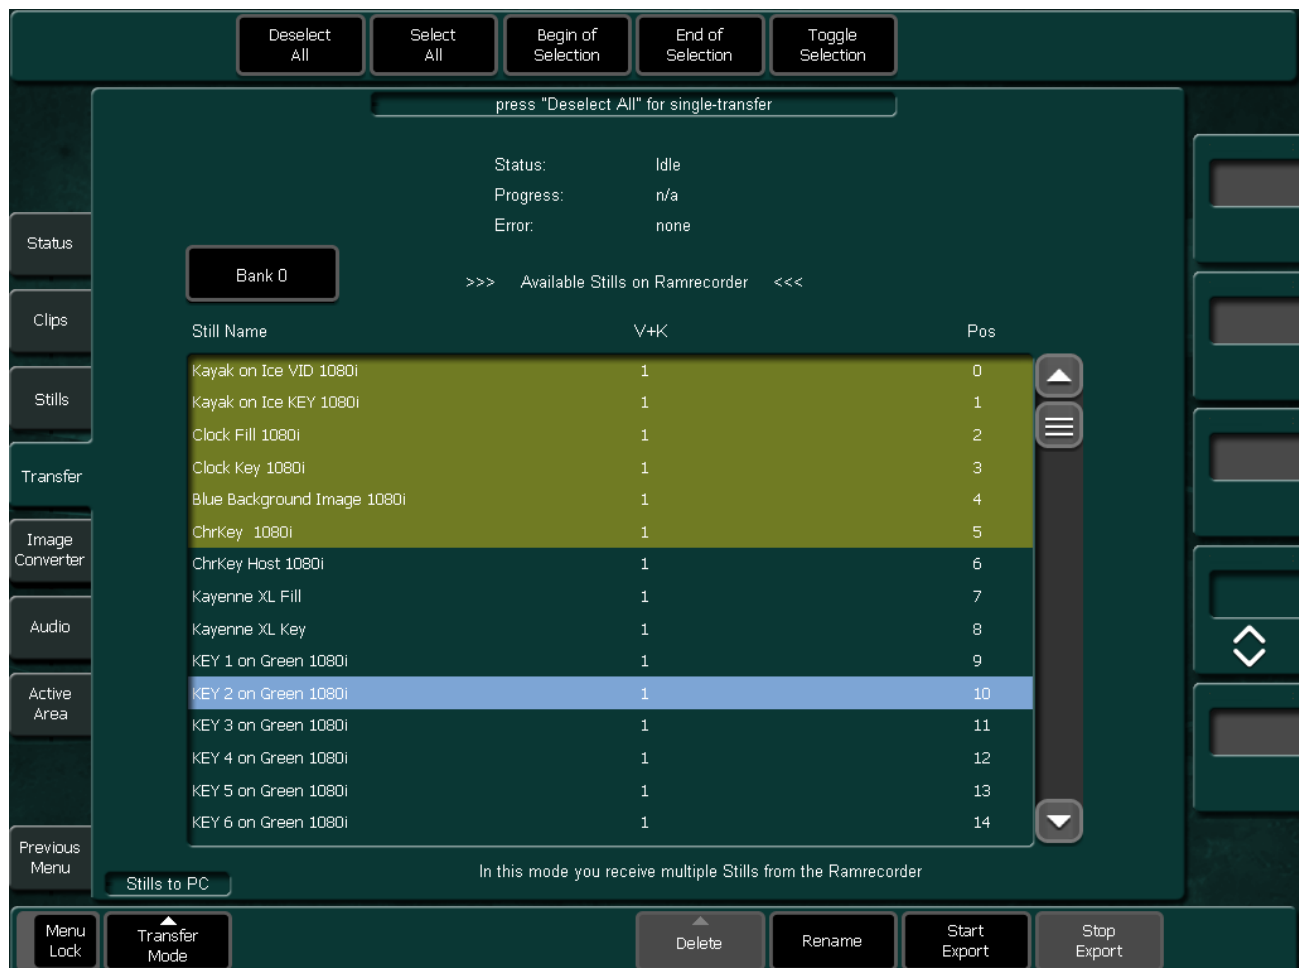 Deselect All
Select All
Begin of Selection
End of Selection
Toggle Selection
press "Deselect All" for single-transfer
Status: Idle
Progress: n/a
Error: none
Status
Clips
Stills
Transfer
Image Converter
Audio
Active Area
Previous Menu
Bank 0
>>> Available Stills on Ramrecorder <<<
Still Name V+K Pos
Kayak on Ice VID 1080i 1 0
Kayak on Ice KEY 1080i 1 1
Clock Fill 1080i 1 2
Clock Key 1080i 1 3
Blue Background Image 1080i 1 4
ChrKey 1080i 1 5
ChrKey Host 1080i 1 6
Kayenne XL Fill 1 7
Kayenne XL Key 1 8
KEY 1 on Green 1080i 1 9
KEY 2 on Green 1080i 1 10
KEY 3 on Green 1080i 1 11
KEY 4 on Green 1080i 1 12
KEY 5 on Green 1080i 1 13
KEY 6 on Green 1080i 1 14
In this mode you receive multiple Stills from the Ramrecorder
Stills to PC
Menu Lock
Transfer Mode
Delete
Rename
Start Export
Stop Export